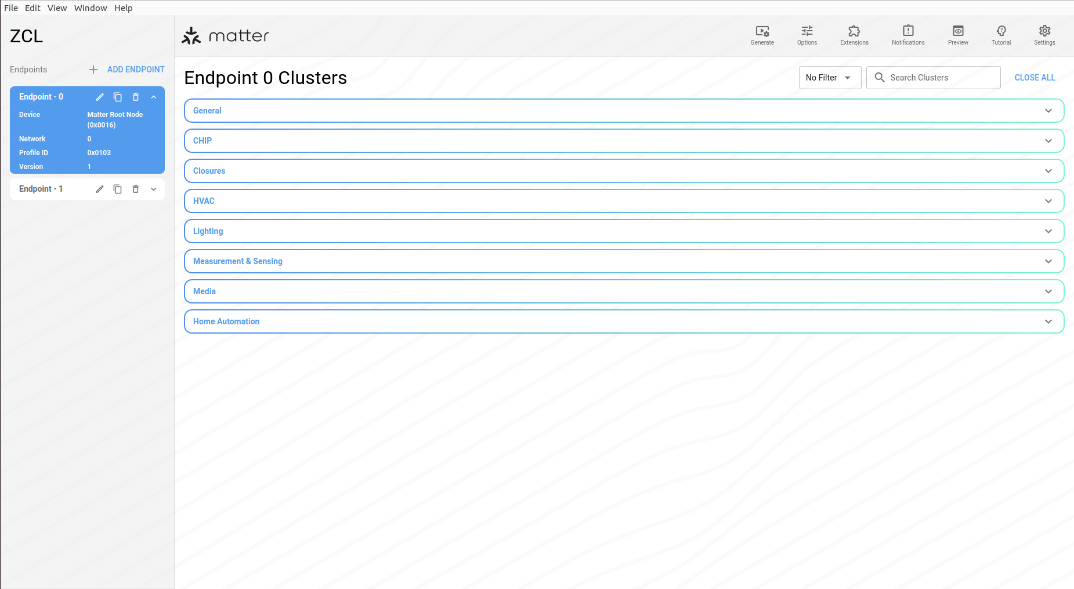 File Edit View Window Help
ZCL
matter
Generate Options Extensions Notifications Preview Tutorial Settings
Endpoints ADD ENDPOINT
Endpoint - 0
Device Matter Root Node (0x0016)
Network 0
Profile ID 0x0103
Version 1
Endpoint - 1
Endpoint 0 Clusters
No Filter Search Clusters CLOSE ALL
General
CHIP
Closures
HVAC
Lighting
Measurement & Sensing
Media
Home Automation